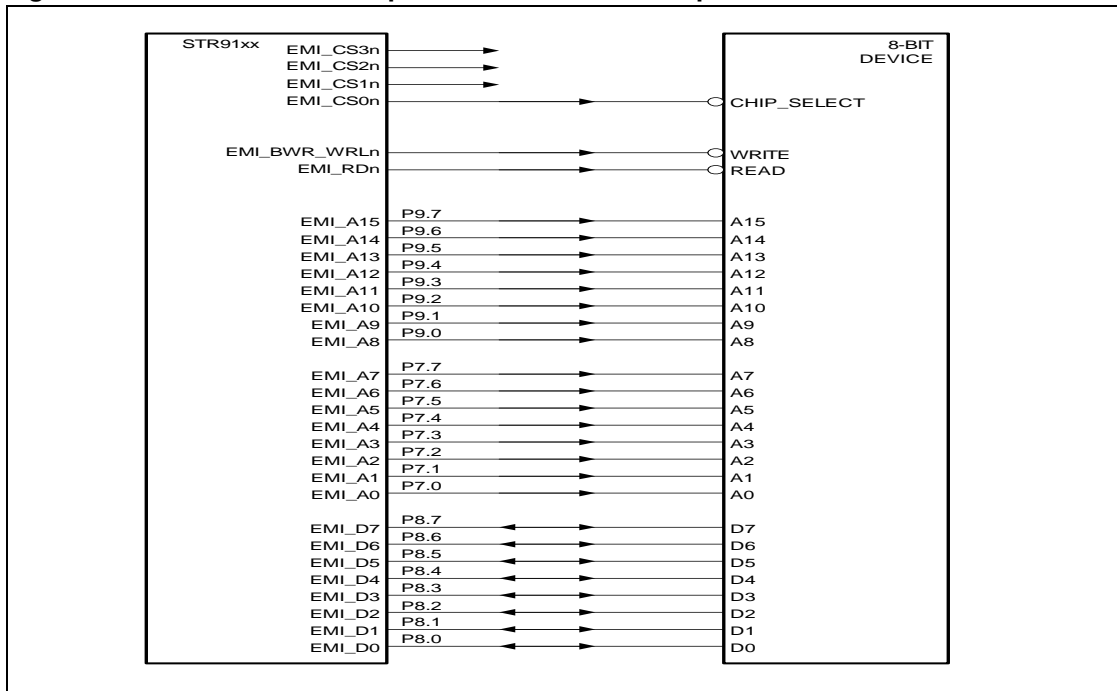 STR91xx
8-BIT
DEVICE
EMI_CS3n
EMI_CS2n
EMI_CS1n
EMI_CS0n CHIP_SELECT
EMI_BWR_WRLn WRITE
EMI_RDn READ
EMI_A15 P9.7 A15
EMI_A14 P9.6 A14
EMI_A13 P9.5 A13
EMI_A12 P9.4 A12
EMI_A11 P9.3 A11
EMI_A10 P9.2 A10
EMI_A9 P9.1 A9
EMI_A8 P9.0 A8
EMI_A7 P7.7 A7
EMI_A6 P7.6 A6
EMI_A5 P7.5 A5
EMI_A4 P7.4 A4
EMI_A3 P7.3 A3
EMI_A2 P7.2 A2
EMI_A1 P7.1 A1
EMI_A0 P7.0 A0
EMI_D7 P8.7 D7
EMI_D6 P8.6 D6
EMI_D5 P8.5 D5
EMI_D4 P8.4 D4
EMI_D3 P8.3 D3
EMI_D2 P8.2 D2
EMI_D1 P8.1 D1
EMI_D0 P8.0 D0